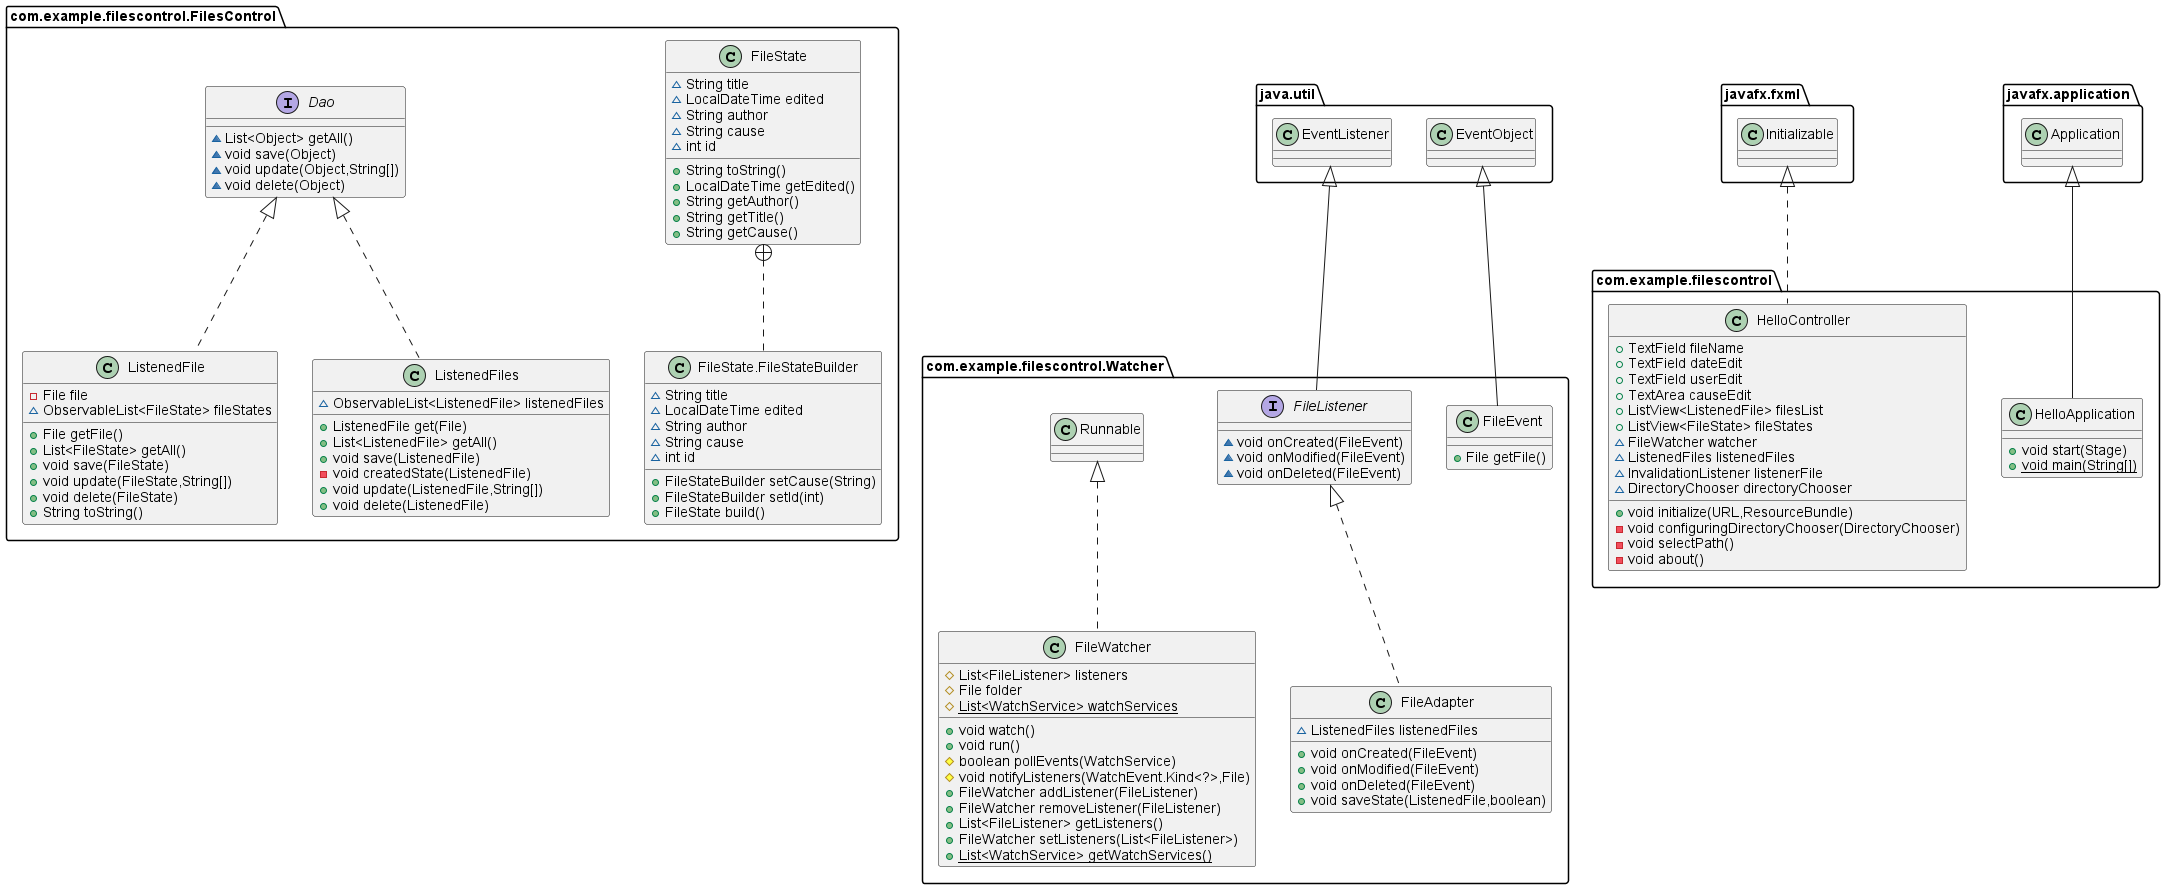 com.example.filescontrol.FilesControl
I Dao
List<Object> getAll()
void save(Object)
void update(Object,String[])
void delete(Object)
C FileState
String title
LocalDateTime edited
String author
String cause
int id
String toString()
LocalDateTime getEdited()
String getAuthor()
String getTitle()
String getCause()
C ListenedFile
File file
ObservableList<FileState> fileStates
File getFile()
List<FileState> getAll()
void save(FileState)
void update(FileState,String[])
void delete(FileState)
String toString()
C ListenedFiles
ObservableList<ListenedFile> listenedFiles
ListenedFile get(File)
List<ListenedFile> getAll()
void save(ListenedFile)
void createdState(ListenedFile)
void update(ListenedFile,String[])
void delete(ListenedFile)
C FileState.FileStateBuilder
String title
LocalDateTime edited
String author
String cause
int id
FileStateBuilder setCause(String)
FileStateBuilder setId(int)
FileState build()
java.util
C EventListener
C EventObject
com.example.filescontrol.Watcher
C Runnable
I FileListener
void onCreated(FileEvent)
void onModified(FileEvent)
void onDeleted(FileEvent)
C FileEvent
File getFile()
C FileWatcher
List<FileListener> listeners
File folder
List<WatchService> watchServices
void watch()
void run()
boolean pollEvents(WatchService)
void notifyListeners(WatchEvent.Kind<?>,File)
FileWatcher addListener(FileListener)
FileWatcher removeListener(FileListener)
List<FileListener> getListeners()
FileWatcher setListeners(List<FileListener>)
List<WatchService> getWatchServices()
C FileAdapter
ListenedFiles listenedFiles
void onCreated(FileEvent)
void onModified(FileEvent)
void onDeleted(FileEvent)
void saveState(ListenedFile,boolean)
javafx.fxml
C Initializable
javafx.application
C Application
com.example.filescontrol
C HelloController
TextField fileName
TextField dateEdit
TextField userEdit
TextArea causeEdit
ListView<ListenedFile> filesList
ListView<FileState> fileStates
FileWatcher watcher
ListenedFiles listenedFiles
InvalidationListener listenerFile
DirectoryChooser directoryChooser
void initialize(URL,ResourceBundle)
void configuringDirectoryChooser(DirectoryChooser)
void selectPath()
void about()
C HelloApplication
void start(Stage)
void main(String[])